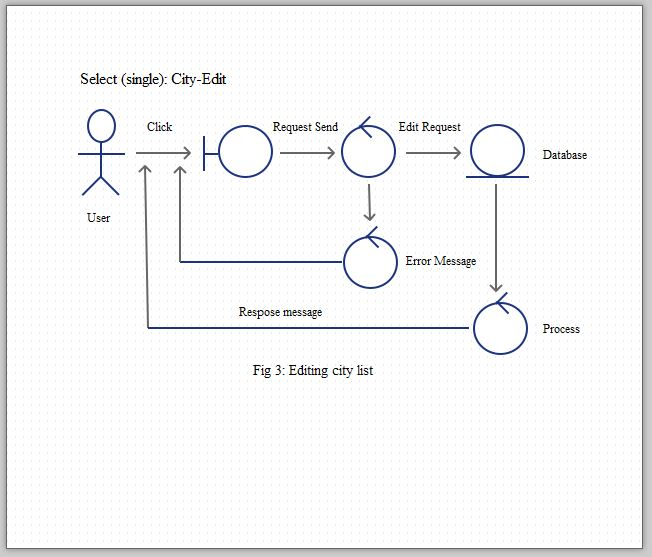 Select (single): City-Edit
Click
Request Send
Edit Request
Database
User
Error Message
Respose message
Process
Fig 3: Editing city list